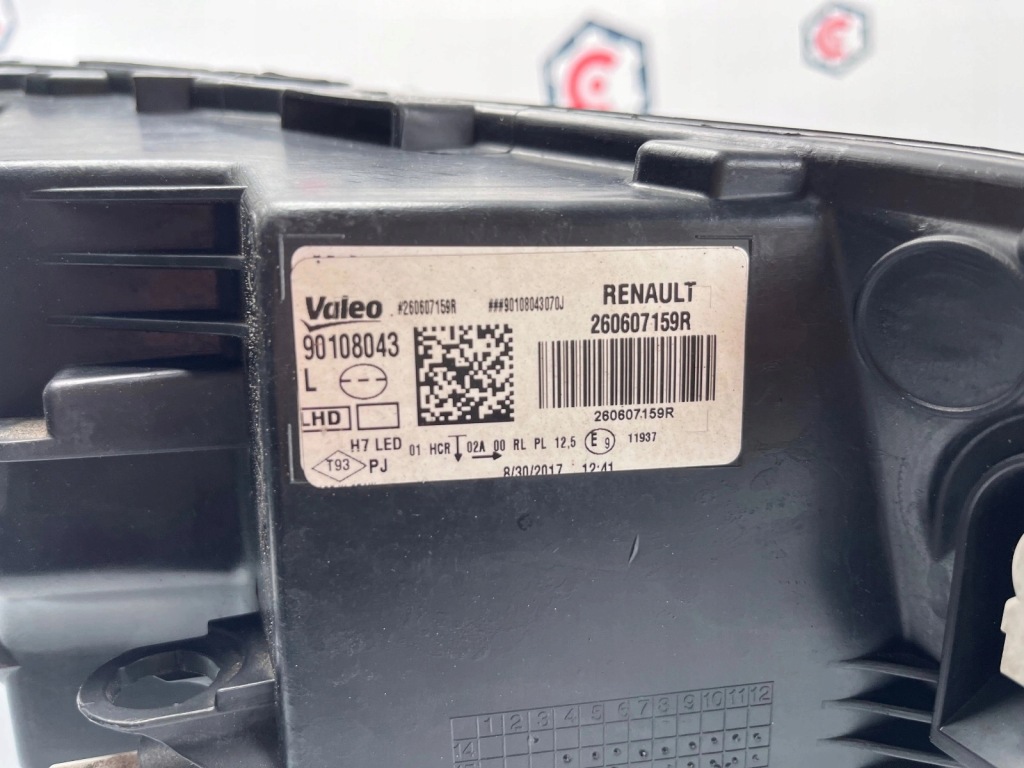 Valeo #260607159R ###90108043070J RENAULT
90108043 260607159R
L
LHD
260607159R
H7 LED 01 HCR 02A 00 RL PL 12,5 E9 11937
T93 PJ
8/30/2017 12:41
1 2 3 4 5 6 7 8 9 10 11 12
14